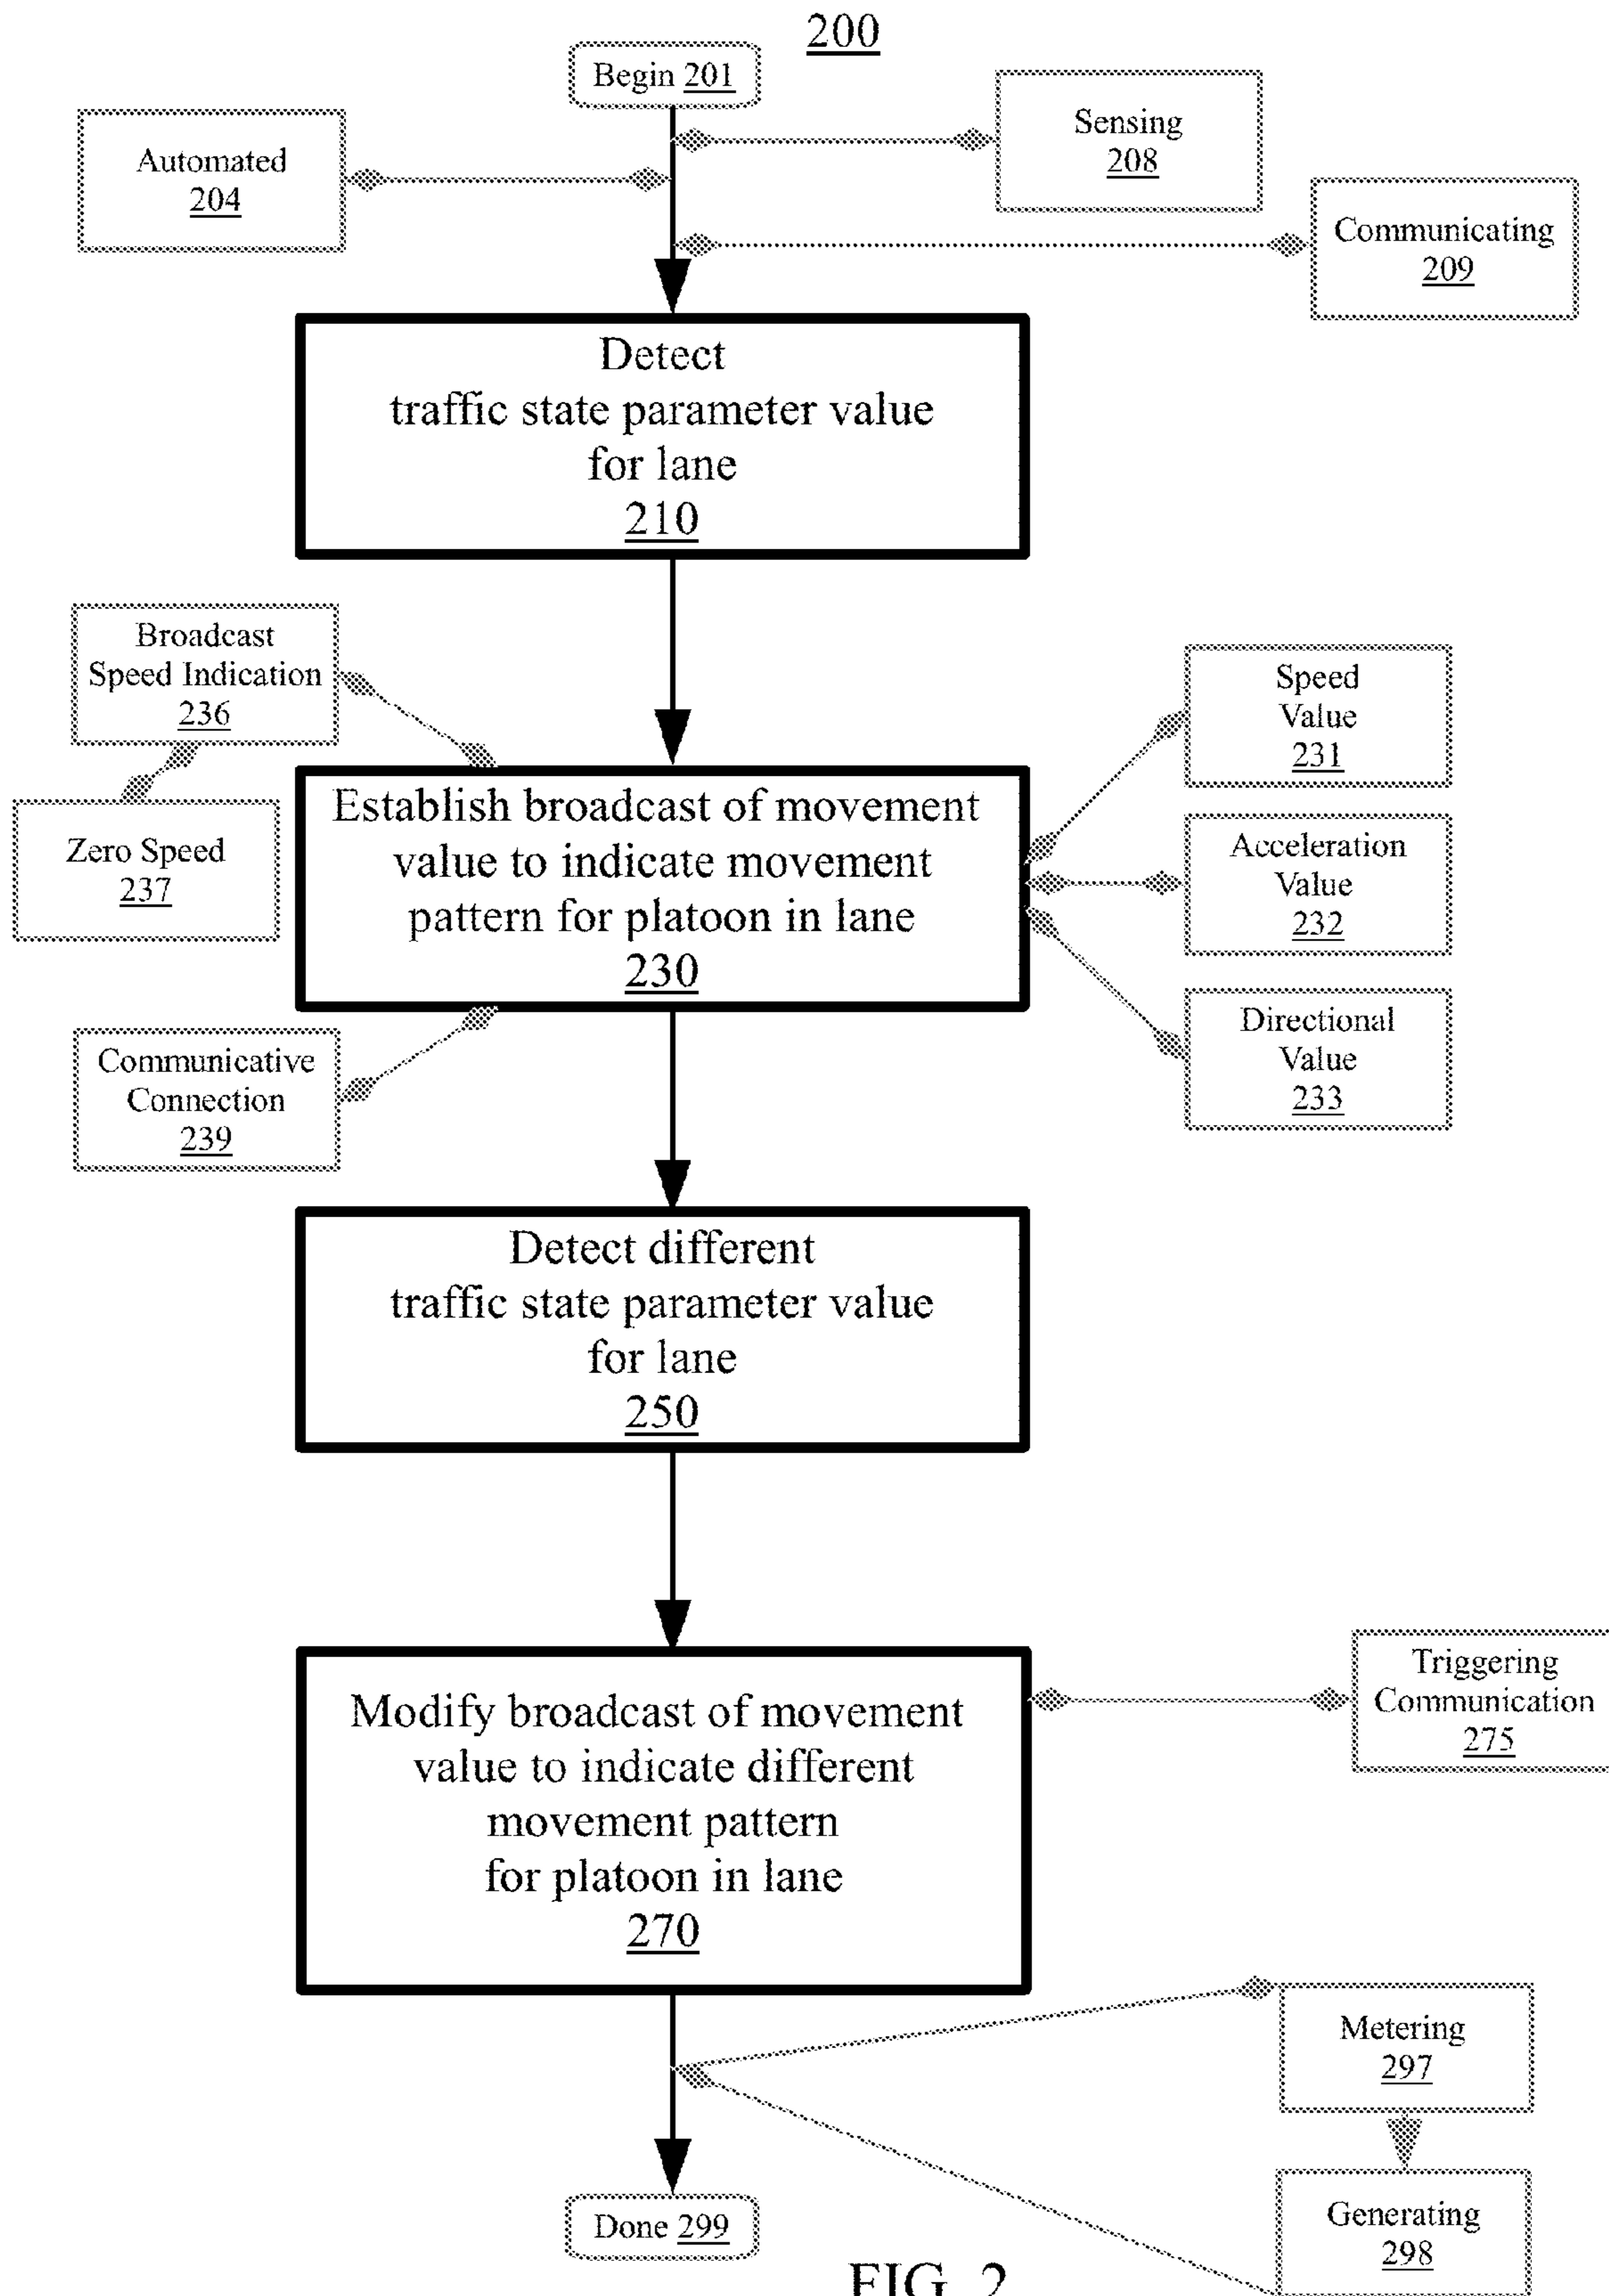 200
Begin 201
Sensing
208
Automated
204
Communicating
209
Detect
traffic state parameter value
for lane
210
Broadcast
Speed Indication
236
Speed
Value
231
Zero Speed
237
Establish broadcast of movement
value to indicate movement
pattern for platoon in lane
230
Acceleration
Value
232
Directional
Value
233
Communicative
Connection
239
Detect different
traffic state parameter value
for lane
250
Modify broadcast of movement
value to indicate different
movement pattern
for platoon in lane
270
Triggering
Communication
275
Metering
297
Generating
298
Done 299
FIG. 2